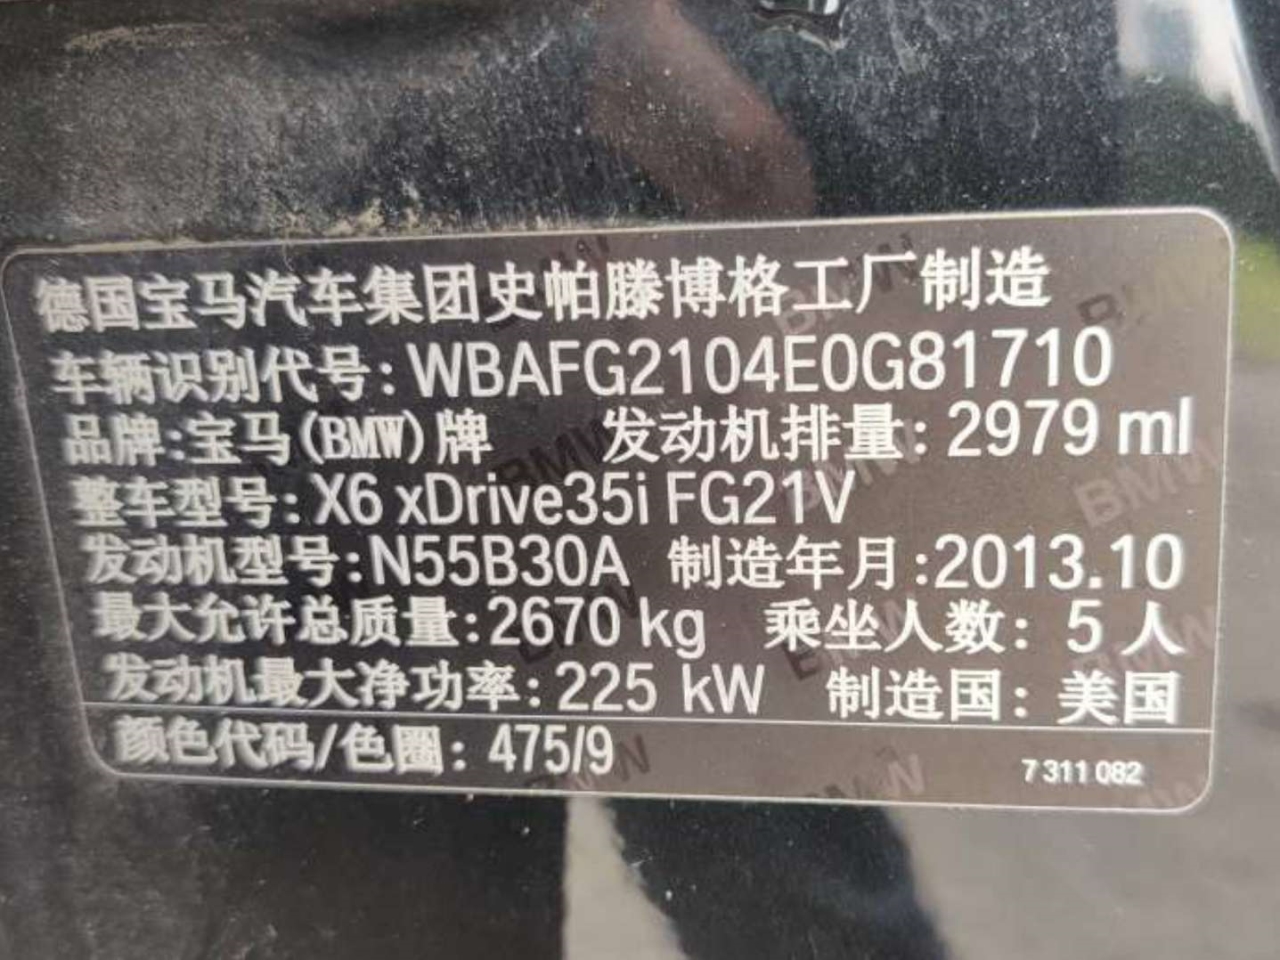 德国宝马汽车集团史帕滕博格工厂制造
车辆识别代号: WBAFG2104E0G81710
品牌:宝马(BMW)牌 发动机排量: 2979 ml
整车型号: X6 xDrive35i FG21V
发动机型号:N55B30A 制造年月:2013.10
最大允许总质量:2670 kg 乘坐人数: 5 人
发动机最大净功率: 225 kW 制造国: 美国
颜色代码/色圈: 475/9
7 311 082